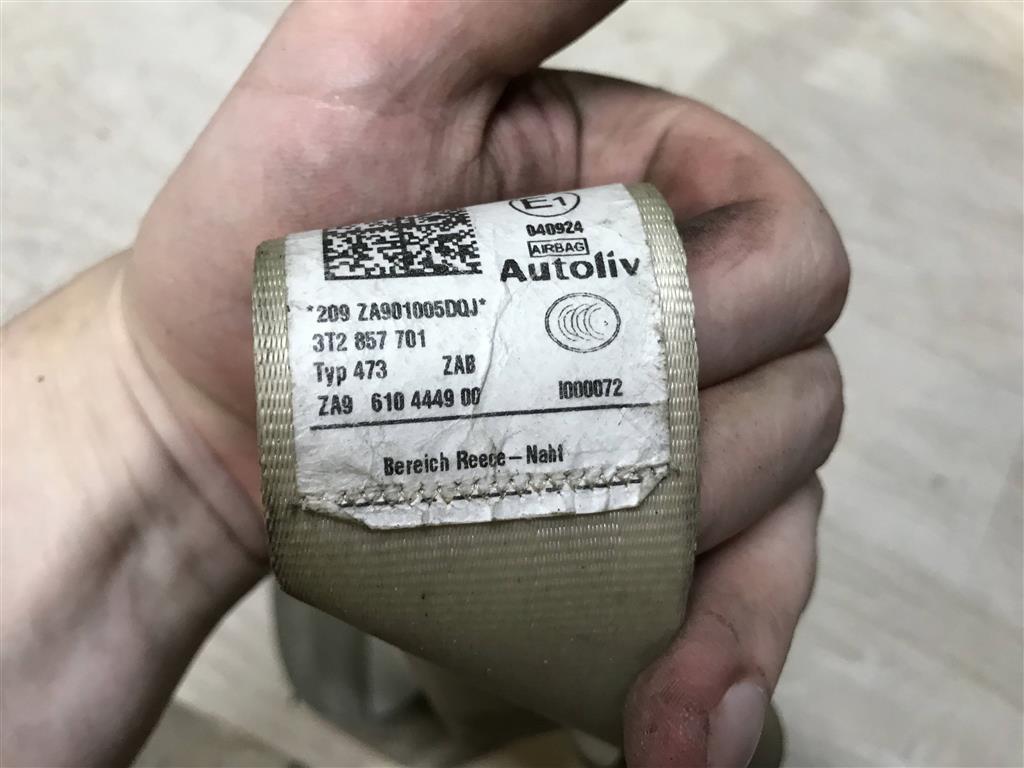 E1
040924
AIRBAG
Autoliv
*209 ZA901005DQJ*
3T2 857 701
Typ 473 ZAB
ZA9 610 4449 00 I000072
Bereich Reece-Naht